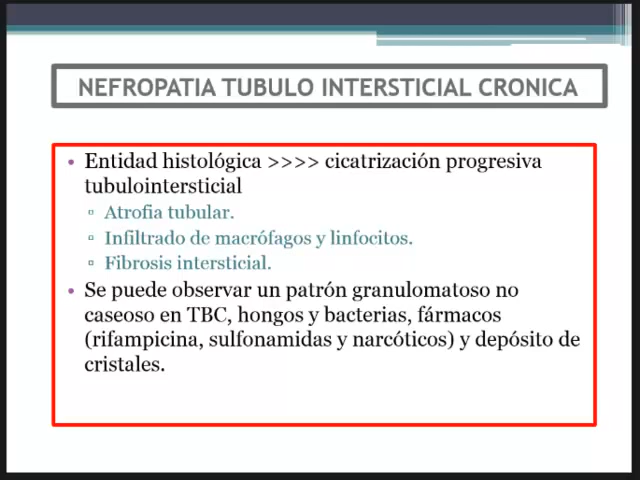 NEFROPATIA TUBULO INTERSTICIAL CRONICA
• Entidad histológica >>>> cicatrización progresiva
tubulointersticial
▫ Atrofia tubular.
▫ Infiltrado de macrófagos y linfocitos.
▫ Fibrosis intersticial.
• Se puede observar un patrón granulomatoso no
caseoso en TBC, hongos y bacterias, fármacos
(rifampicina, sulfonamidas y narcóticos) y depósito de
cristales.